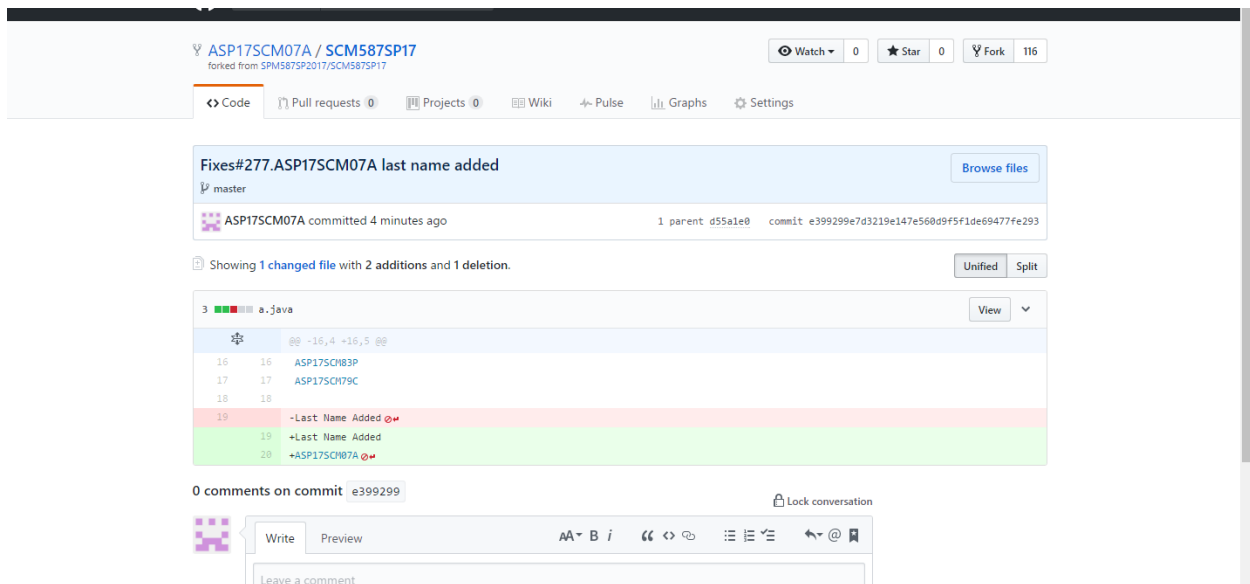 ASP17SCM07A / SCM587SP17
forked from SPM587SP2017/SCM587SP17
Watch 0 Star 0 Fork 116
Code Pull requests 0 Projects 0 Wiki Pulse Graphs Settings
Fixes#277.ASP17SCM07A last name added
Browse files
master
ASP17SCM07A committed 4 minutes ago 1 parent d55a1e0 commit e399299e7d3219e147e560d9f5f1de69477fe293
Showing 1 changed file with 2 additions and 1 deletion. Unified Split
3 a.java View
@@ -16,4 +16,5 @@
16 16 ASP17SCM83P
17 17 ASP17SCM79C
18 18
19 -Last Name Added
19 +Last Name Added
20 +ASP17SCM07A
0 comments on commit e399299
Lock conversation
Write Preview AA B i “ <> @
Leave a comment